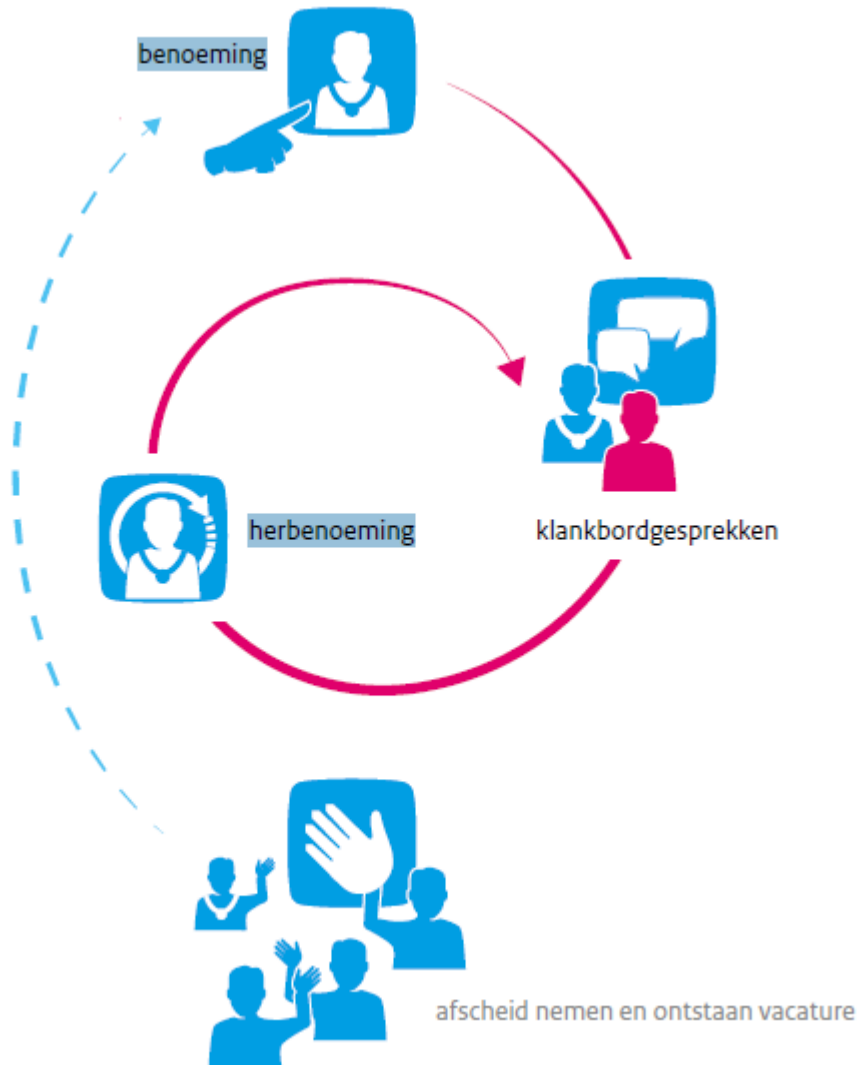 benoeming
herbenoeming
klankbordgesprekken
afscheid nemen en ontstaan vacature